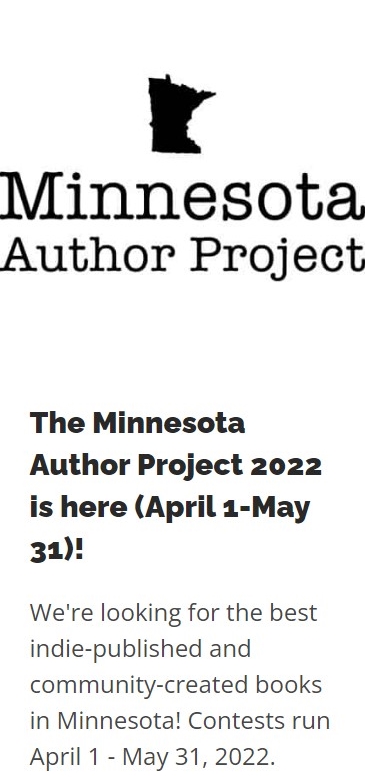 Minnesota
Author Project
The Minnesota
Author Project 2022
is here (April 1-May
31)!
We're looking for the best
indie-published and
community-created books
in Minnesota! Contests run
April 1 - May 31, 2022.